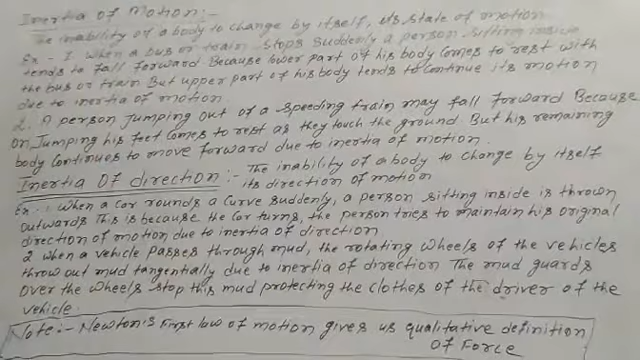 Inertia of Motion:-
The inability of a body to change by itself, its state of motion
Ex - 1. When a bus or train stops suddenly a person sitting inside
tends to fall forward Because lower part of his body comes to rest with
the bus or train But upper part of his body tends to continue its motion
due to inertia of motion.
2. A person jumping out of a speeding train may fall forward Because
on Jumping his feet comes to rest as they touch the ground But his remaining
body continues to move forward due to inertia of motion.
Inertia Of direction:- The inability of a body to change by itself
its direction of motion
Ex. : When a car rounds a curve suddenly, a person sitting inside is thrown
outwards This is because the car turns, the person tries to maintain his original
direction of motion due to inertia of direction
2 when a vehicle passes through mud, the rotating wheels of the vehicles
throw out mud tangentially due to inertia of direction The mud guards
over the wheels stop this mud protecting the clothes of the driver of the
vehicle.
Note:- Newton's First law of motion gives us qualitative definition
Of Force